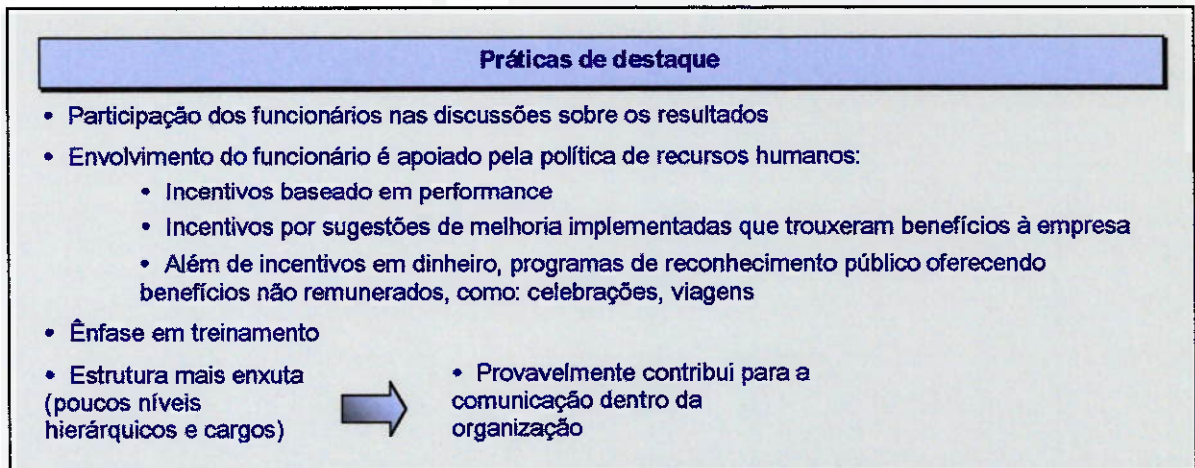 Práticas de destaque
• Participação dos funcionários nas discussões sobre os resultados
• Envolvimento do funcionário é apoiado pela política de recursos humanos:
• Incentivos baseado em performance
• Incentivos por sugestões de melhoria implementadas que trouxeram benefícios à empresa
• Além de incentivos em dinheiro, programas de reconhecimento público oferecendo
benefícios não remunerados, como: celebrações, viagens
• Ênfase em treinamento
• Estrutura mais enxuta
(poucos níveis
hierárquicos e cargos)
• Provavelmente contribui para a
comunicação dentro da
organização